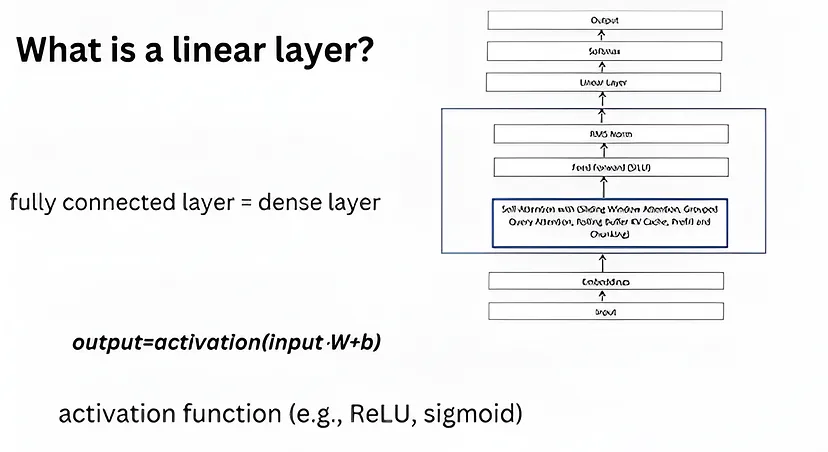 What is a linear layer?
fully connected layer = dense layer
output=activation(input·W+b)
activation function (e.g., ReLU, sigmoid)
Output
Softmax
Linear Layer
RMS Norm
Feed Forward (SILU)
Self-Attention with (Sliding Window Attention, Grouped
Query Attention, Rolling Buffer KV Cache, Prefill and
Chunking)
Embeddings
Input